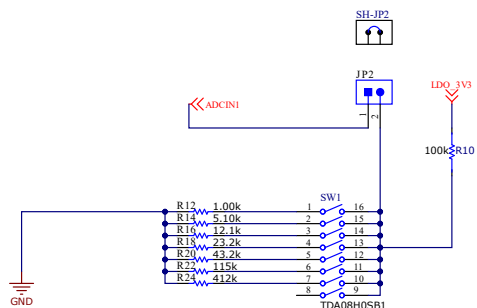 SH-JP2
JP2
LDO_3V3
ADCIN1
1
2
100k
R10
SW1
R12 1.00k 1 16
R14 5.10k 2 15
R16 12.1k 3 14
R18 23.2k 4 13
R20 43.2k 5 12
R22 115k 6 11
R24 412k 7 10
8 9
GND
TDA08H0SB1